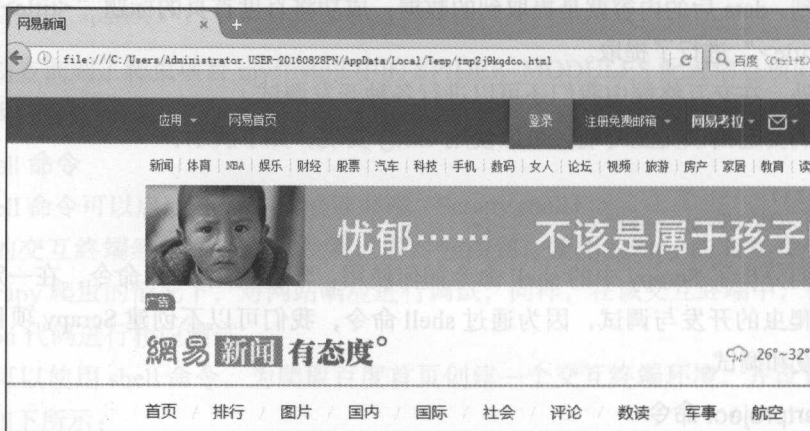 网易新闻 × +
file:///C:/Users/Administrator.USER-20160828PN/AppData/Local/Temp/tmp2j9kqdco.html
百度 <Ctrl+K>
应用 网易首页 登录 注册免费邮箱 网易考拉
新闻 体育 NBA 娱乐 财经 股票 汽车 科技 手机 数码 女人 论坛 视频 旅游 房产 家居 教育 读
忧郁…… 不该是属于孩子
广告
網易 新闻 有态度°
26°~32°
首页 排行 图片 国内 国际 社会 评论 数读 军事 航空